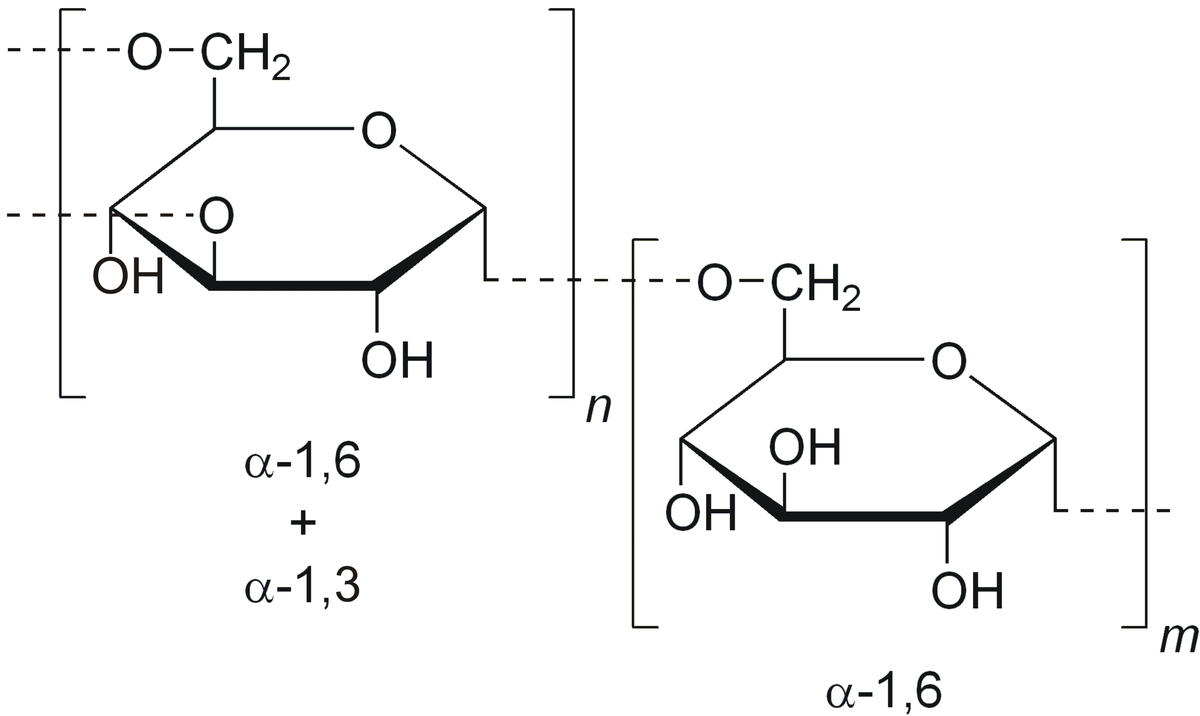 O–CH₂
O
O
OH
OH
n
α-1,6
+
α-1,3
O–CH₂
O
OH
OH
OH
m
α-1,6